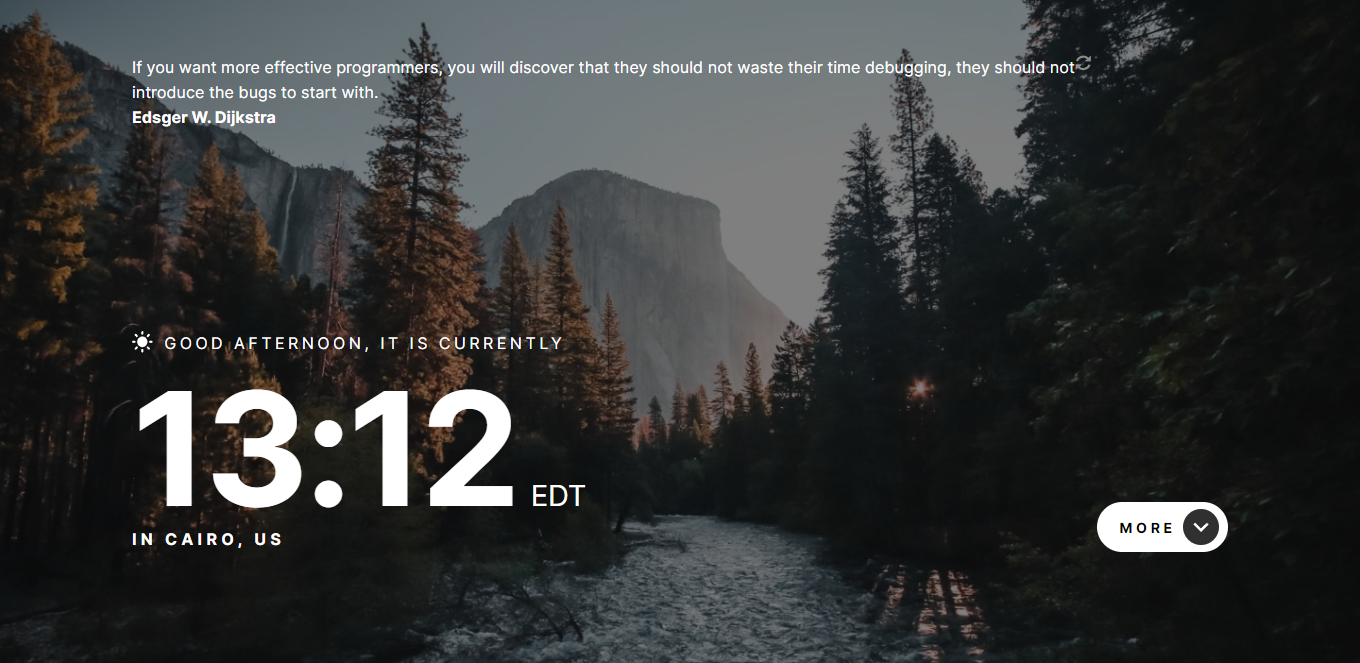 If you want more effective programmers, you will discover that they should not waste their time debugging, they should not
introduce the bugs to start with.
Edsger W. Dijkstra
GOOD AFTERNOON, IT IS CURRENTLY
13:12 EDT
IN CAIRO, US
MORE